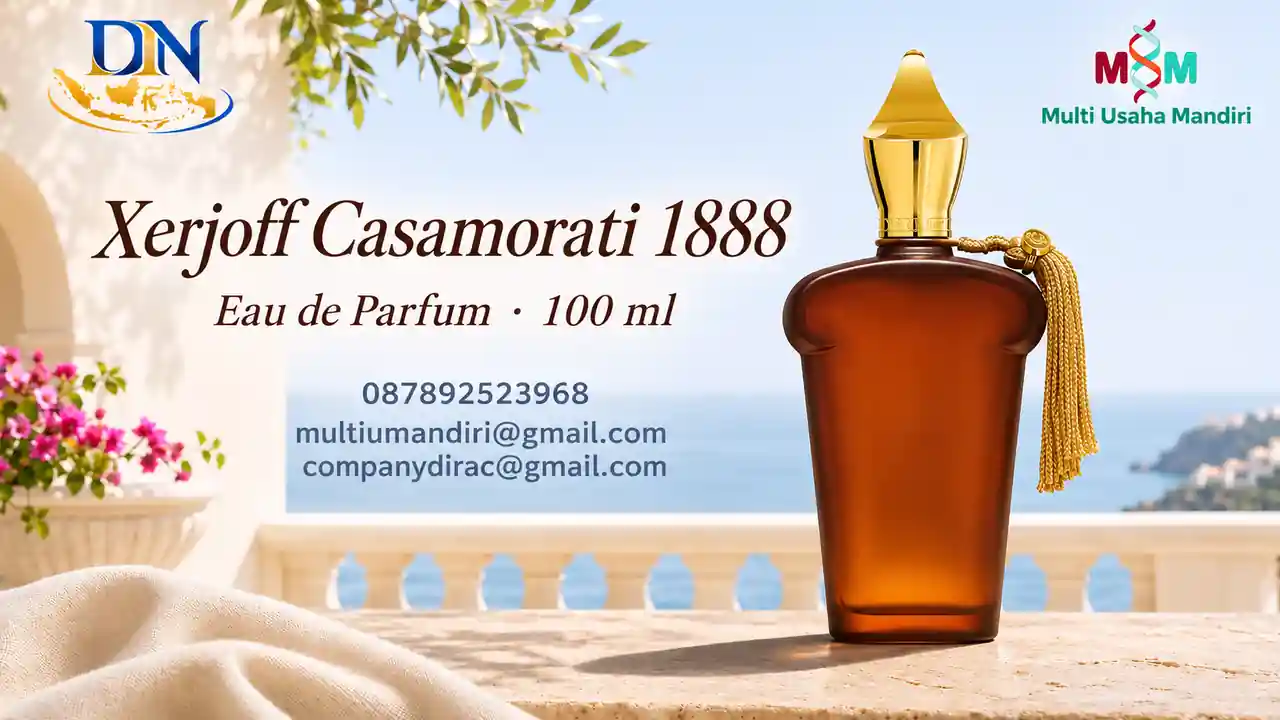 DN
MSM
Multi Usaha Mandiri
Xerjoff Casamorati 1888
Eau de Parfum · 100 ml
087892523968
multiumandiri@gmail.com
companydirac@gmail.com